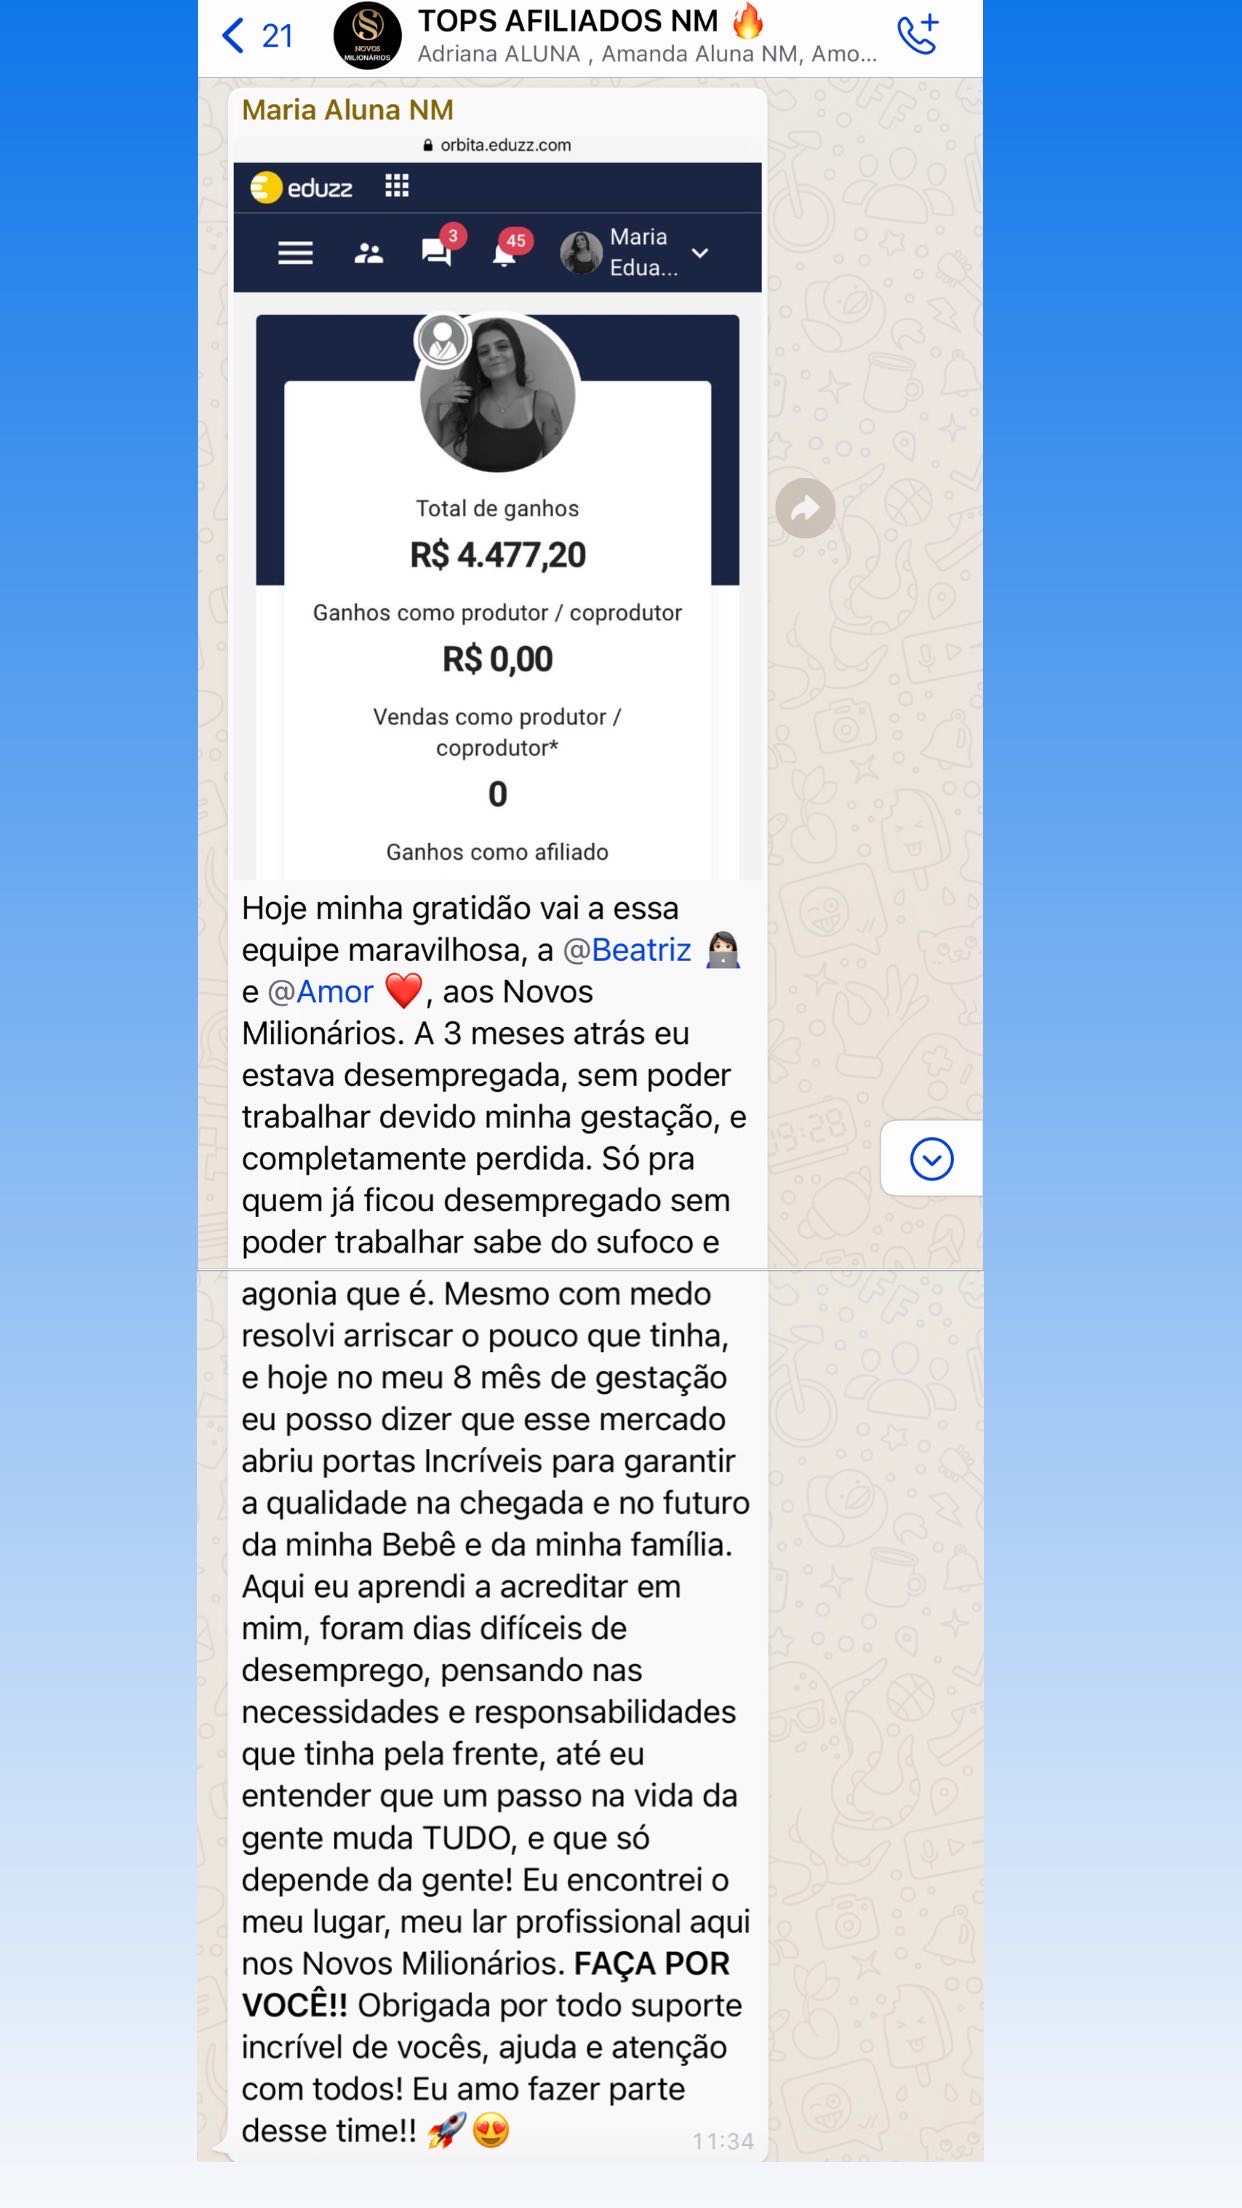 21
TOPS AFILIADOS NM 🔥
Adriana ALUNA , Amanda Aluna NM, Amo...
NOVOS
MILIONÁRIOS
Maria Aluna NM
orbita.eduzz.com
eduzz
3
45
Maria
Edua...
Total de ganhos
R$ 4.477,20
Ganhos como produtor / coprodutor
R$ 0,00
Vendas como produtor /
coprodutor*
0
Ganhos como afiliado
Hoje minha gratidão vai a essa
equipe maravilhosa, a @Beatriz 👩🏻‍💻
e @Amor ❤️, aos Novos
Milionários. A 3 meses atrás eu
estava desempregada, sem poder
trabalhar devido minha gestação, e
completamente perdida. Só pra
quem já ficou desempregado sem
poder trabalhar sabe do sufoco e
agonia que é. Mesmo com medo
resolvi arriscar o pouco que tinha,
e hoje no meu 8 mês de gestação
eu posso dizer que esse mercado
abriu portas Incríveis para garantir
a qualidade na chegada e no futuro
da minha Bebê e da minha família.
Aqui eu aprendi a acreditar em
mim, foram dias difíceis de
desemprego, pensando nas
necessidades e responsabilidades
que tinha pela frente, até eu
entender que um passo na vida da
gente muda TUDO, e que só
depende da gente! Eu encontrei o
meu lugar, meu lar profissional aqui
nos Novos Milionários. FAÇA POR
VOCÊ!! Obrigada por todo suporte
incrível de vocês, ajuda e atenção
com todos! Eu amo fazer parte
desse time!! 🚀😍
11:34